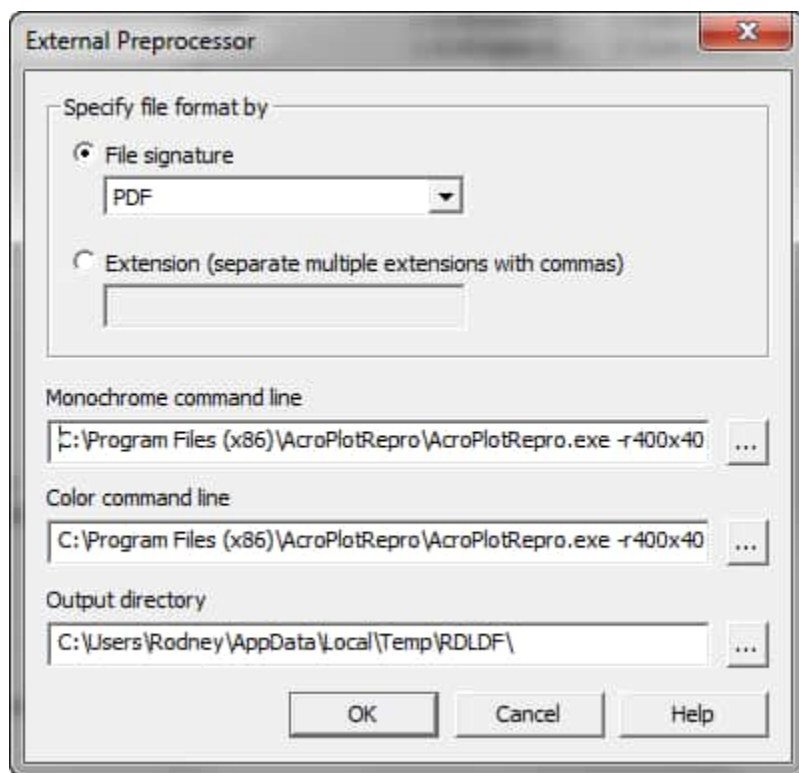 External Preprocessor
Specify file format by
File signature
PDF
Extension (separate multiple extensions with commas)
Monochrome command line
C:\Program Files (x86)\AcroPlotRepro\AcroPlotRepro.exe -r400x40
...
Color command line
C:\Program Files (x86)\AcroPlotRepro\AcroPlotRepro.exe -r400x40
...
Output directory
C:\Users\Rodney\AppData\Local\Temp\RDLDF\
...
OK Cancel Help